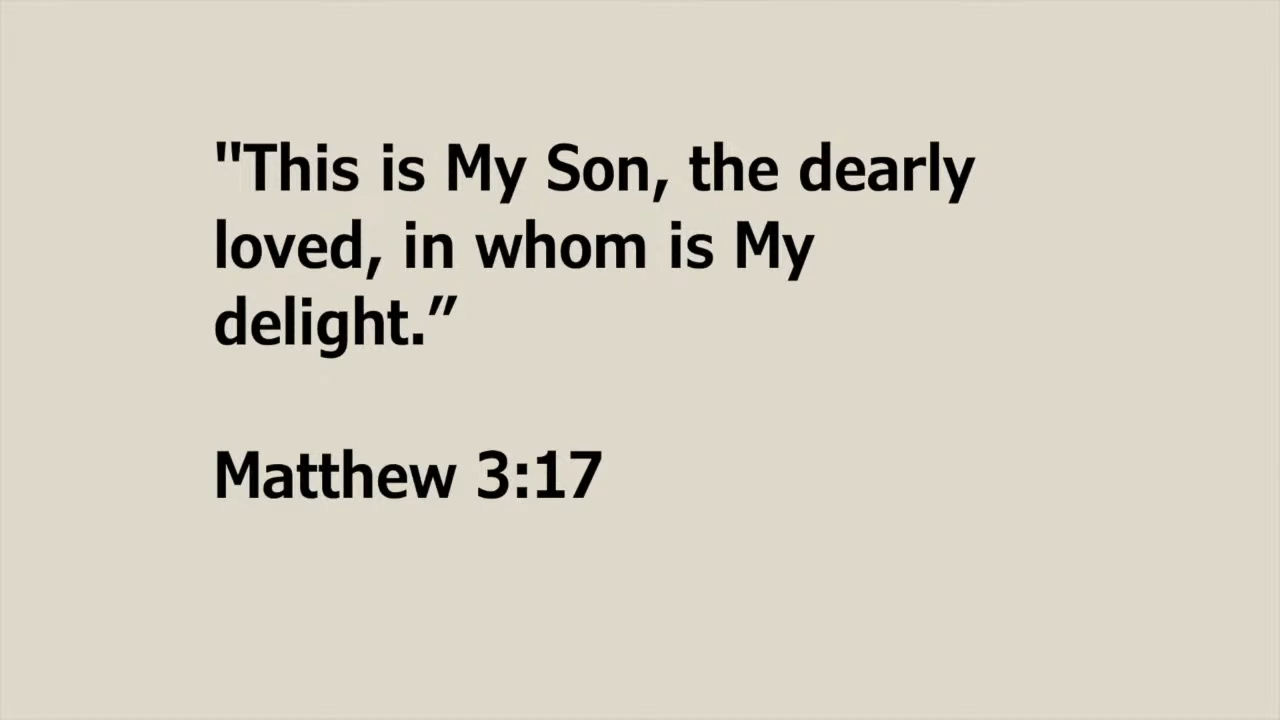 "This is My Son, the dearly
loved, in whom is My
delight.”
Matthew 3:17